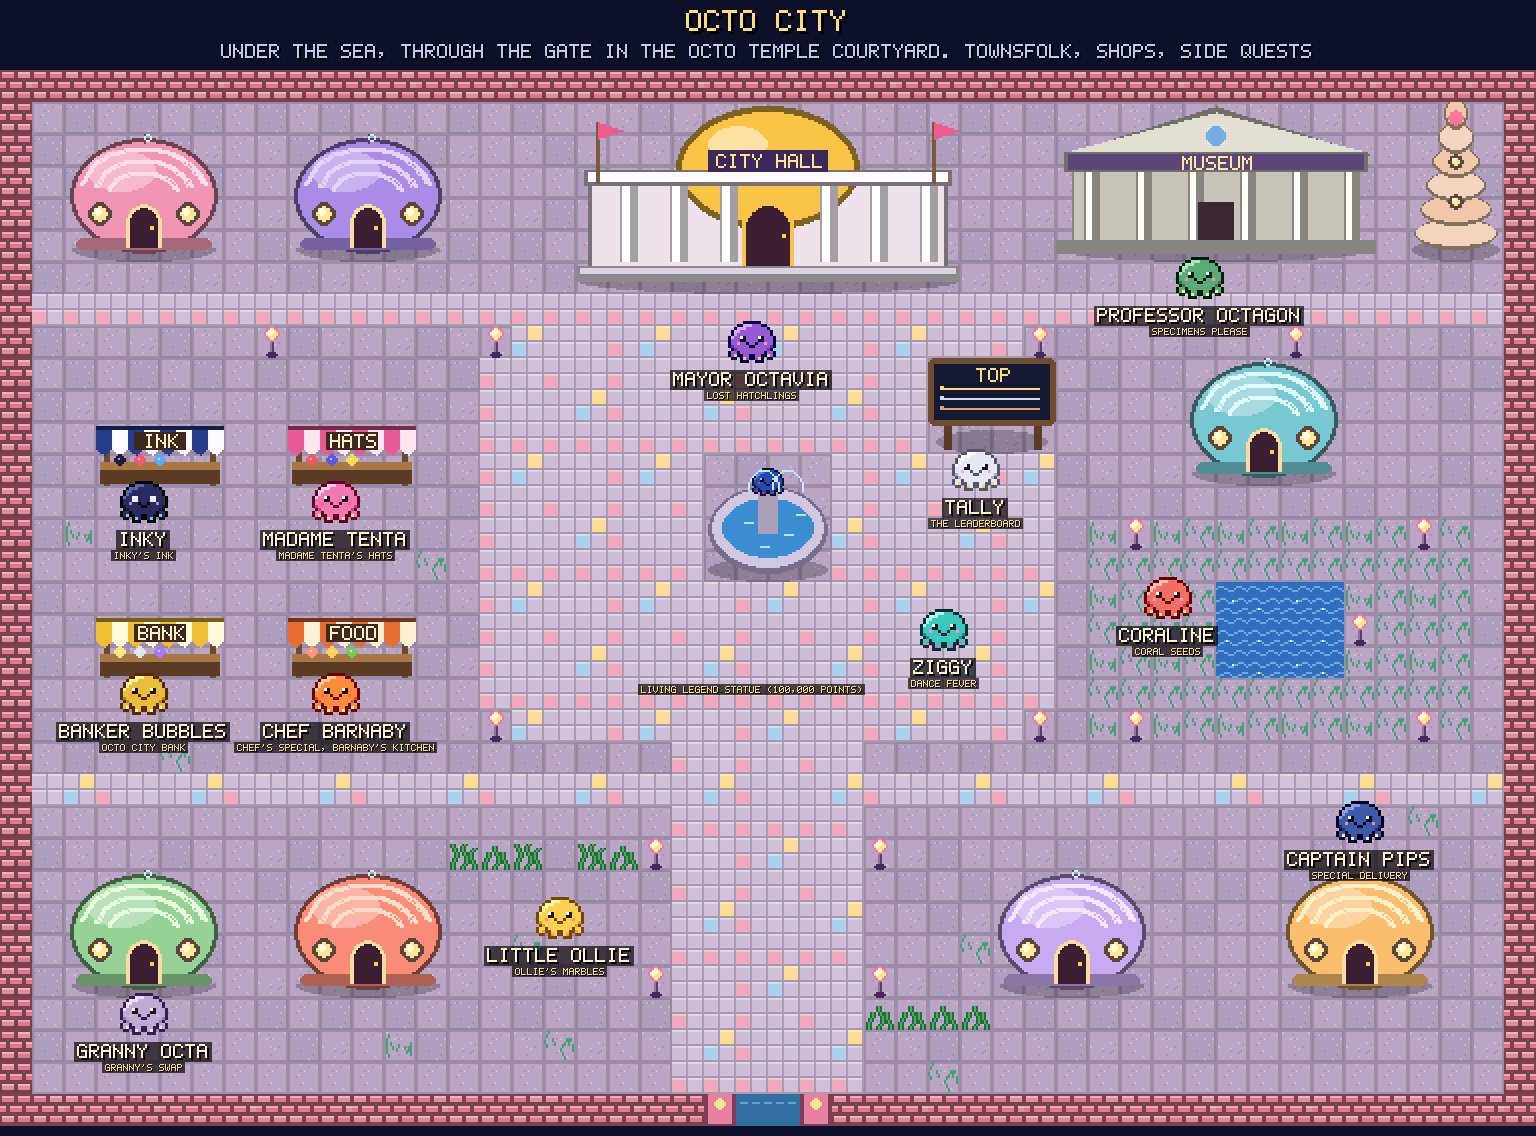 OCTO CITY
UNDER THE SEA, THROUGH THE GATE IN THE OCTO TEMPLE COURTYARD. TOWNSFOLK, SHOPS, SIDE QUESTS
CITY HALL
MUSEUM
PROFESSOR OCTAGON
SPECIMENS PLEASE
MAYOR OCTAVIA
LOST HATCHLINGS
TOP
INK
HATS
TALLY
THE LEADERBOARD
INKY
INKY'S INK
MADAME TENTA
MADAME TENTA'S HATS
BANK
FOOD
CORALINE
CORAL SEEDS
ZIGGY
DANCE FEVER
LIVING LEGEND STATUE (100,000 POINTS)
BANKER BUBBLES
OCTO CITY BANK
CHEF BARNABY
CHEF'S SPECIAL, BARNABY'S KITCHEN
CAPTAIN PIPS
SPECIAL DELIVERY
LITTLE OLLIE
OLLIE'S MARBLES
GRANNY OCTA
GRANNY'S SWAP